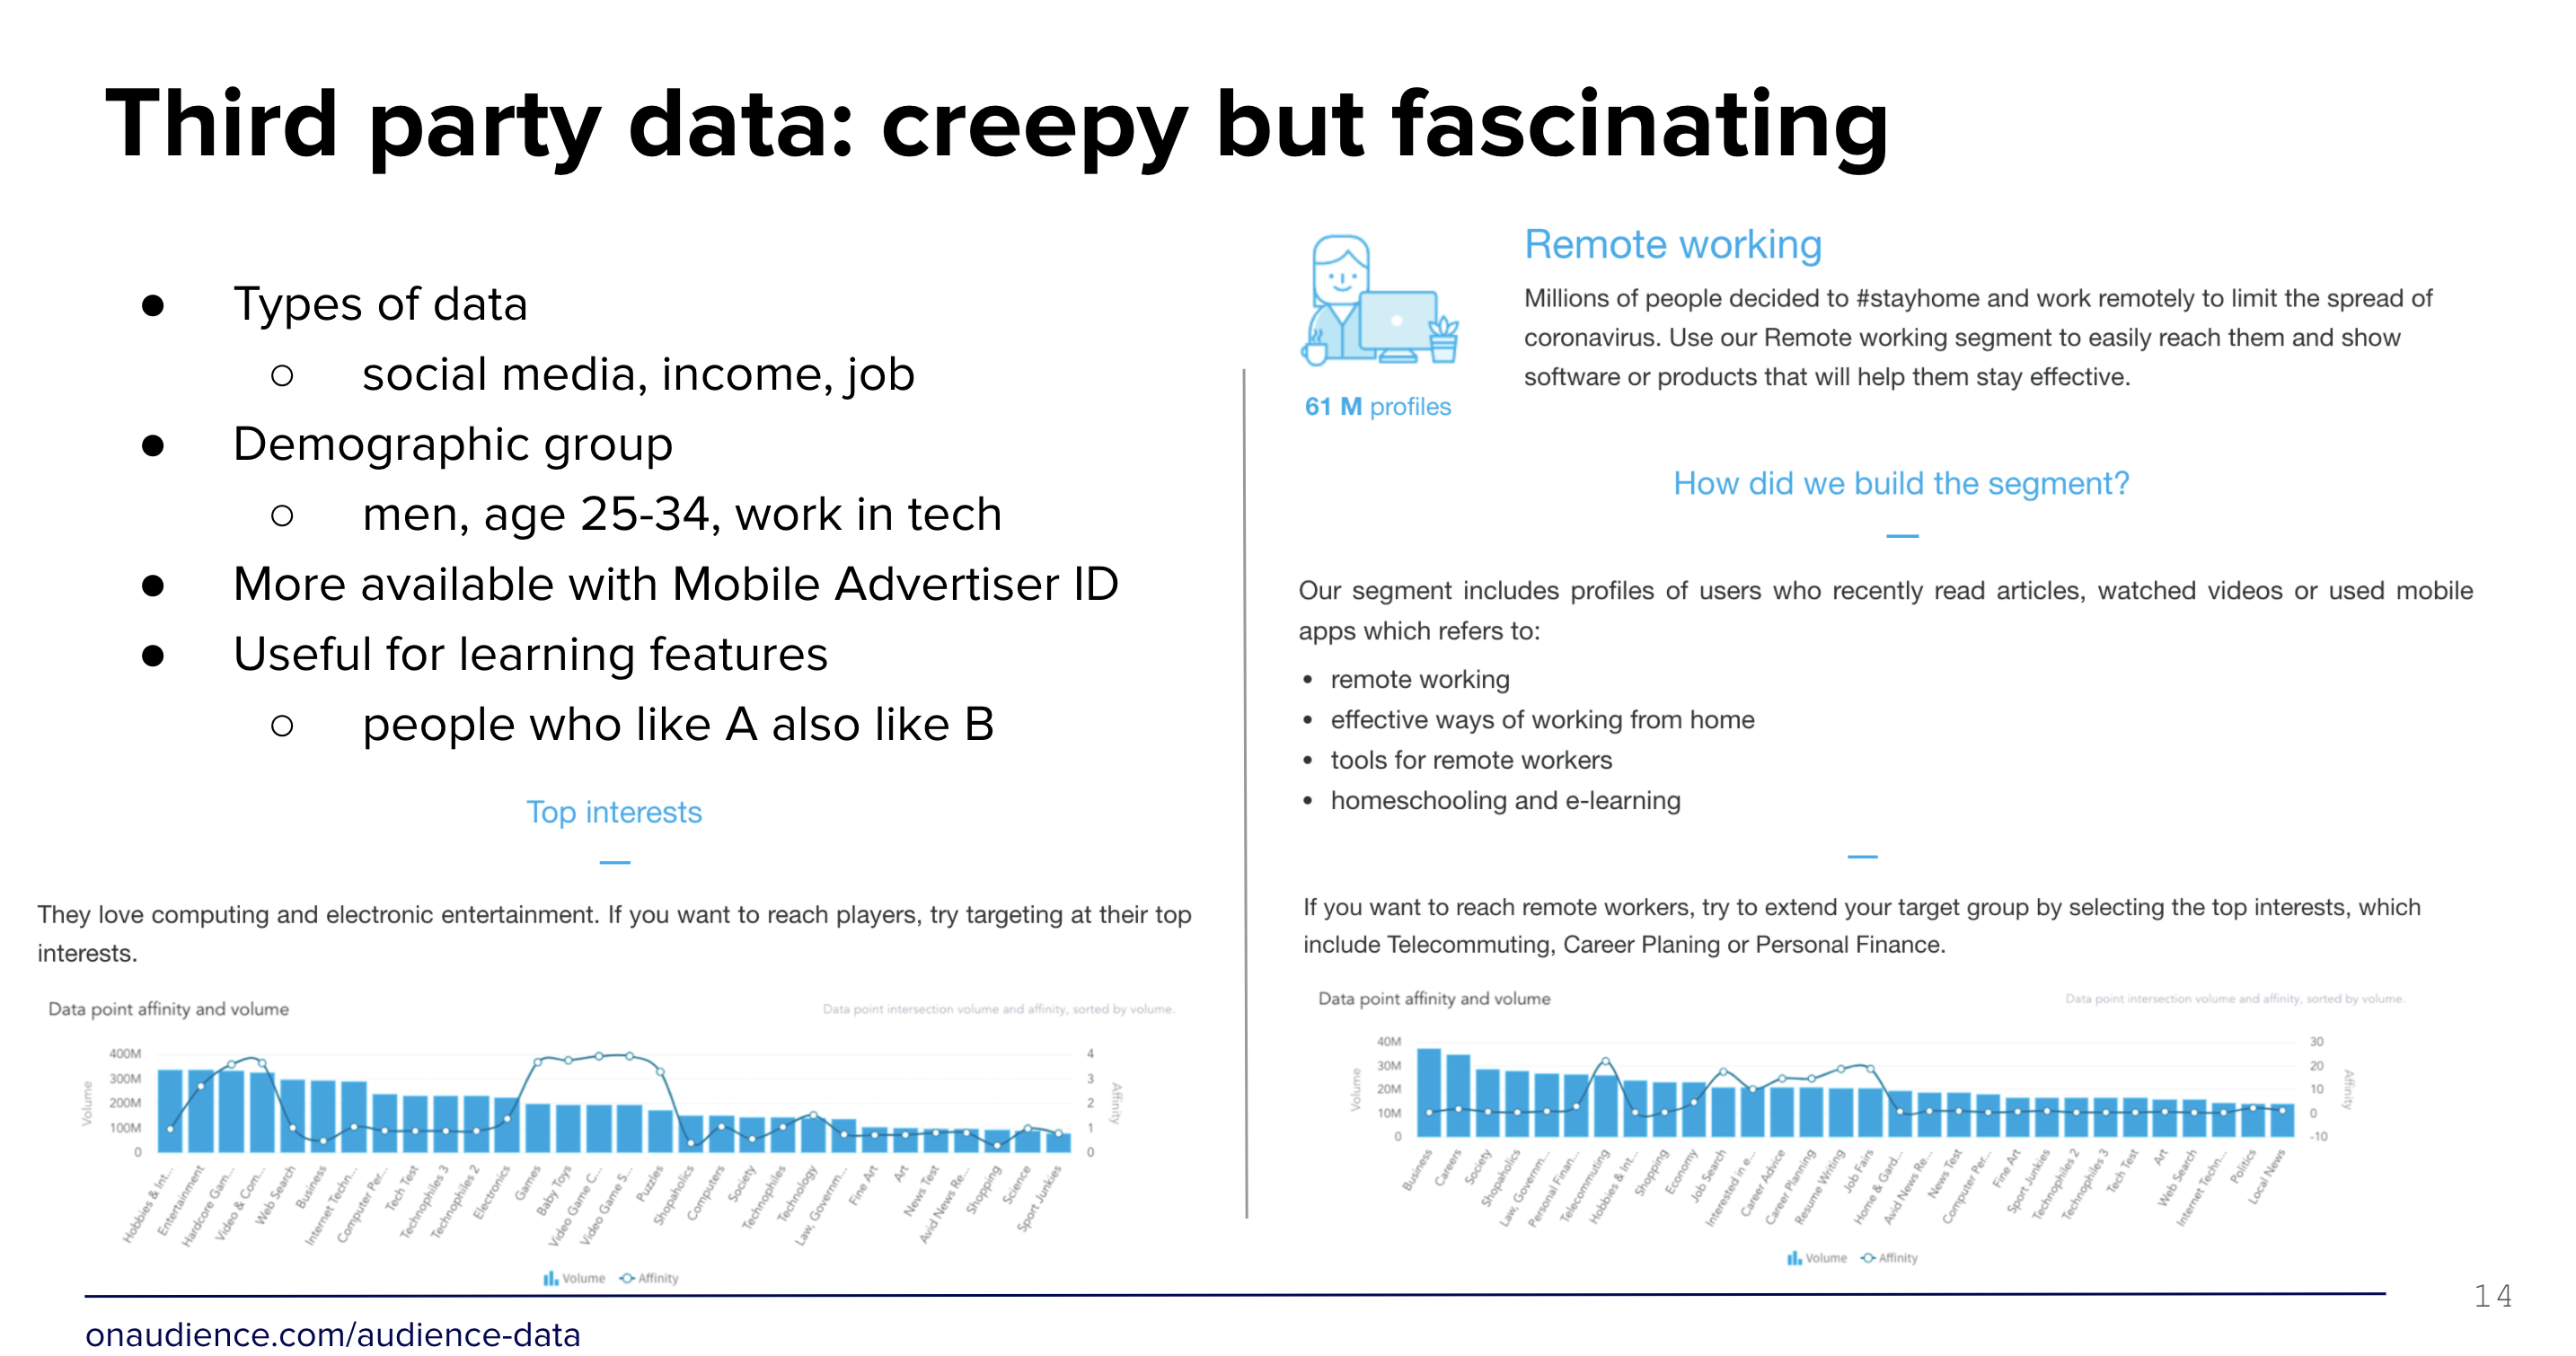 Third party data: creepy but fascinating
● Types of data
○ social media, income, job
● Demographic group
○ men, age 25-34, work in tech
● More available with Mobile Advertiser ID
● Useful for learning features
○ people who like A also like B
Top interests
They love computing and electronic entertainment. If you want to reach players, try targeting at their top
interests.
Data point affinity and volume
Data point intersection volume and affinity, sorted by volume.
400M
300M
200M
100M
0
Volume
4
3
2
1
0
Affinity
Hobbies & Int...
Entertainment
Hardcore Gam...
Video & Com...
Web Search
Business
Internet Techn...
Computer Per...
Tech Test
Technophiles 3
Technophiles 2
Electronics
Games
Baby Toys
Video Game C...
Video Game S...
Puzzles
Shopaholics
Computers
Society
Technophiles
Technology
Law, Governm...
Fine Art
Art
News Test
Avid News Re...
Shopping
Science
Sport Junkies
Volume Affinity
Remote working
Millions of people decided to #stayhome and work remotely to limit the spread of
coronavirus. Use our Remote working segment to easily reach them and show
software or products that will help them stay effective.
61 M profiles
How did we build the segment?
Our segment includes profiles of users who recently read articles, watched videos or used mobile
apps which refers to:
• remote working
• effective ways of working from home
• tools for remote workers
• homeschooling and e-learning
If you want to reach remote workers, try to extend your target group by selecting the top interests, which
include Telecommuting, Career Planing or Personal Finance.
Data point affinity and volume
Data point intersection volume and affinity, sorted by volume.
40M
30M
20M
10M
0
Volume
30
20
10
0
-10
Affinity
Business
Careers
Society
Shopaholics
Law, Governm...
Personal Finan...
Telecommuting
Hobbies & Int...
Shopping
Economy
Job Search
Interested in e...
Career Advice
Career Planning
Resume Writing
Job Fairs
Home & Gard...
Avid News Re...
News Test
Computer Per...
Fine Art
Sport Junkies
Technophiles 2
Technophiles 3
Tech Test
Art
Web Search
Internet Techn...
Politics
Local News
Volume Affinity
14
onaudience.com/audience-data